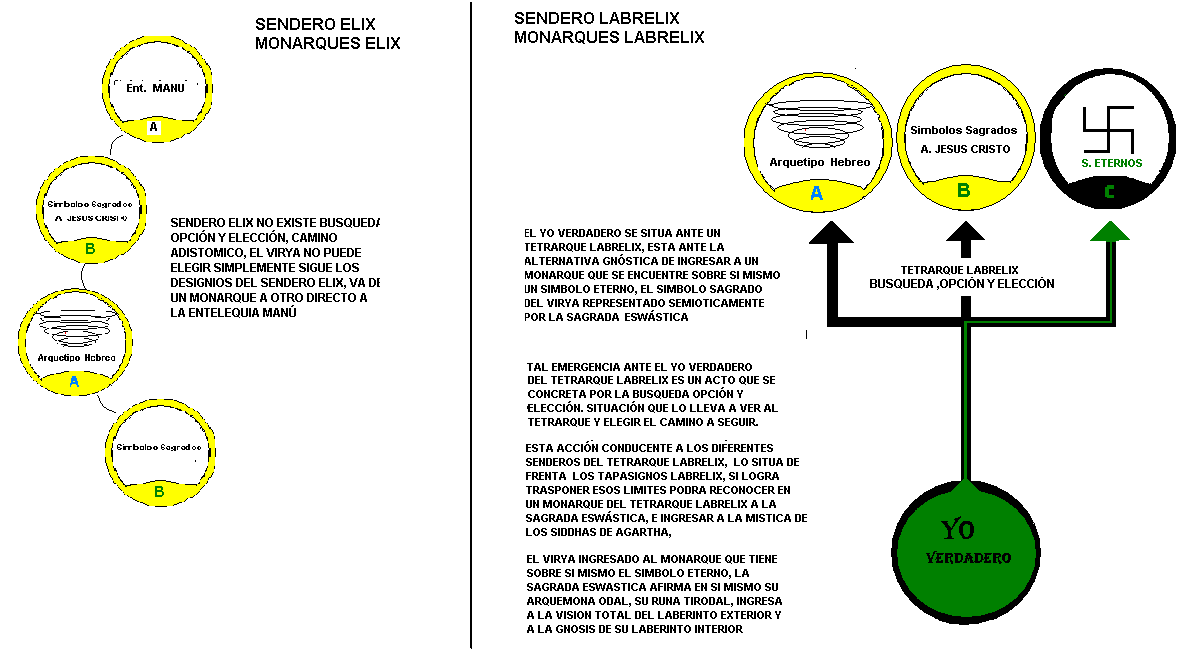 SENDERO ELIX
MONARQUES ELIX
Ent. MANU
A
Simbolos Sagrados
A. JESUS CRISTO
B
Arquetipo Hebreo
A
Simbolos Sagrados
B
SENDERO ELIX NO EXISTE BUSQUEDA
OPCIÓN Y ELECCIÓN, CAMINO
ADISTOMICO, EL VIRYA NO PUEDE
ELEGIR SIMPLEMENTE SIGUE LOS
DESIGNIOS DEL SENDERO ELIX, VA DE
UN MONARQUE A OTRO DIRECTO A
LA ENTELEQUIA MANÚ
SENDERO LABRELIX
MONARQUES LABRELIX
Arquetipo Hebreo
A
Simbolos Sagrados
A. JESUS CRISTO
B
S. ETERNOS
C
TETRARQUE LABRELIX
BUSQUEDA ,OPCIÓN Y ELECCIÓN
EL YO VERDADERO SE SITUA ANTE UN
TETRARQUE LABRELIX, ESTA ANTE LA
ALTERNATIVA GNÓSTICA DE INGRESAR A UN
MONARQUE QUE SE ENCUENTRE SOBRE SI MISMO
UN SIMBOLO ETERNO, EL SIMBOLO SAGRADO
DEL VIRYA REPRESENTADO SEMIOTICAMENTE
POR LA SAGRADA ESWÁSTICA
TAL EMERGENCIA ANTE EL YO VERDADERO
DEL TETRARQUE LABRELIX ES UN ACTO QUE SE
CONCRETA POR LA BUSQUEDA OPCIÓN Y
ELECCIÓN. SITUACIÓN QUE LO LLEVA A VER AL
TETRARQUE Y ELEGIR EL CAMINO A SEGUIR.
ESTA ACCIÓN CONDUCENTE A LOS DIFERENTES
SENDEROS DEL TETRARQUE LABRELIX, LO SITUA DE
FRENTA LOS TAPASIGNOS LABRELIX, SI LOGRA
TRASPONER ESOS LIMITES PODRA RECONOCER EN
UN MONARQUE DEL TETRARQUE LABRELIX A LA
SAGRADA ESWÁSTICA, E INGRESAR A LA MISTICA DE
LOS SIDDHAS DE AGARTHA,
EL VIRYA INGRESADO AL MONARQUE QUE TIENE
SOBRE SI MISMO EL SIMBOLO ETERNO, LA
SAGRADA ESWASTICA AFIRMA EN SI MISMO SU
ARQUEMONA ODAL, SU RUNA TIRODAL, INGRESA
A LA VISION TOTAL DEL LABERINTO EXTERIOR Y
A LA GNOSIS DE SU LABERINTO INTERIOR
YO
VERDADERO